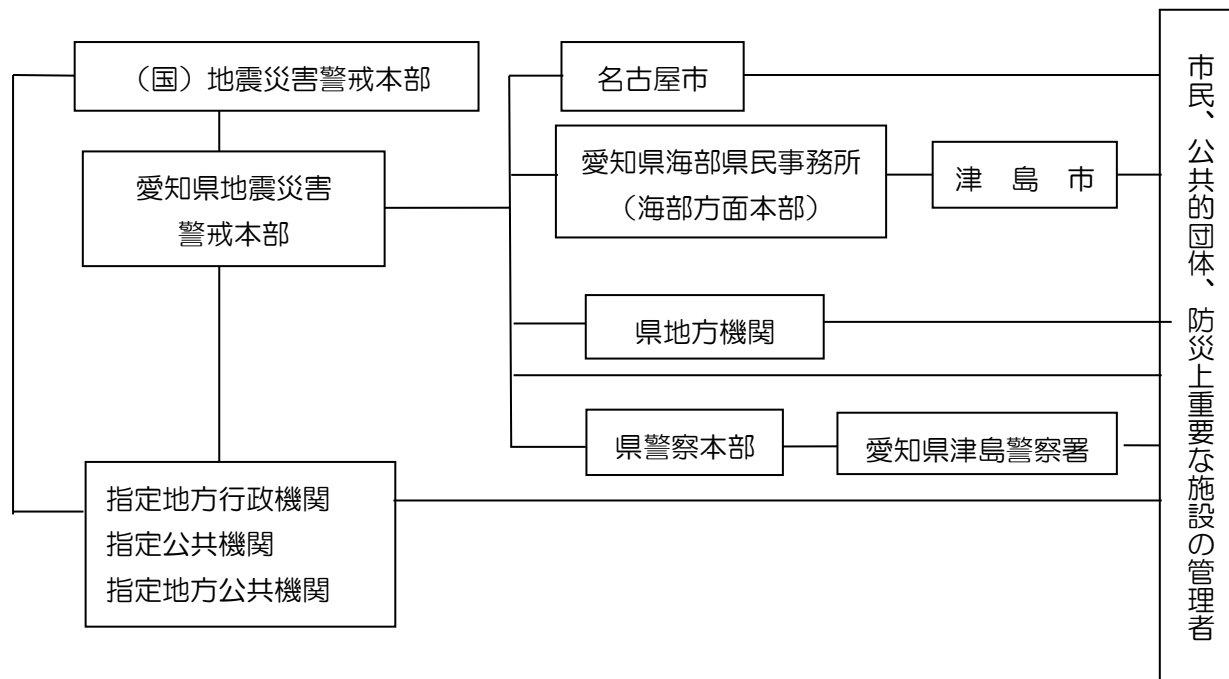 （国）地震災害警戒本部
名古屋市
愛知県地震災害
警戒本部
愛知県海部県民事務所
（海部方面本部）
津　島　市
県地方機関
県警察本部
愛知県津島警察署
指定地方行政機関
指定公共機関
指定地方公共機関
市民、公共的団体、防災上重要な施設の管理者